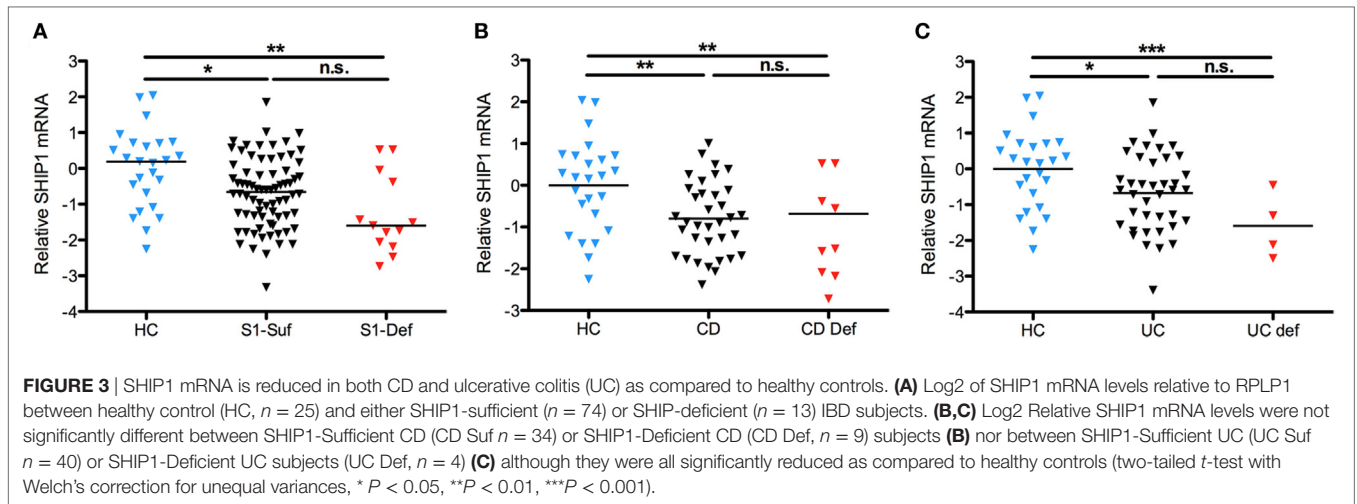 A
**
*
n.s.
Relative SHIP1 mRNA
3
2
1
0
-1
-2
-3
-4
HC
S1-Suf
S1-Def
B
**
**
n.s.
Relative SHIP1 mRNA
3
2
1
0
-1
-2
-3
HC
CD
CD Def
C
***
*
n.s.
Relative SHIP1 mRNA
3
2
1
0
-1
-2
-3
-4
HC
UC
UC def
FIGURE 3 | SHIP1 mRNA is reduced in both CD and ulcerative colitis (UC) as compared to healthy controls. (A) Log2 of SHIP1 mRNA levels relative to RPLP1
between healthy control (HC, n = 25) and either SHIP1-sufficient (n = 74) or SHIP-deficient (n = 13) IBD subjects. (B,C) Log2 Relative SHIP1 mRNA levels were not
significantly different between SHIP1-Sufficient CD (CD Suf n = 34) or SHIP1-Deficient CD (CD Def, n = 9) subjects (B) nor between SHIP1-Sufficient UC (UC Suf
n = 40) or SHIP1-Deficient UC subjects (UC Def, n = 4) (C) although they were all significantly reduced as compared to healthy controls (two-tailed t-test with
Welch's correction for unequal variances, * P < 0.05, **P < 0.01, ***P < 0.001).